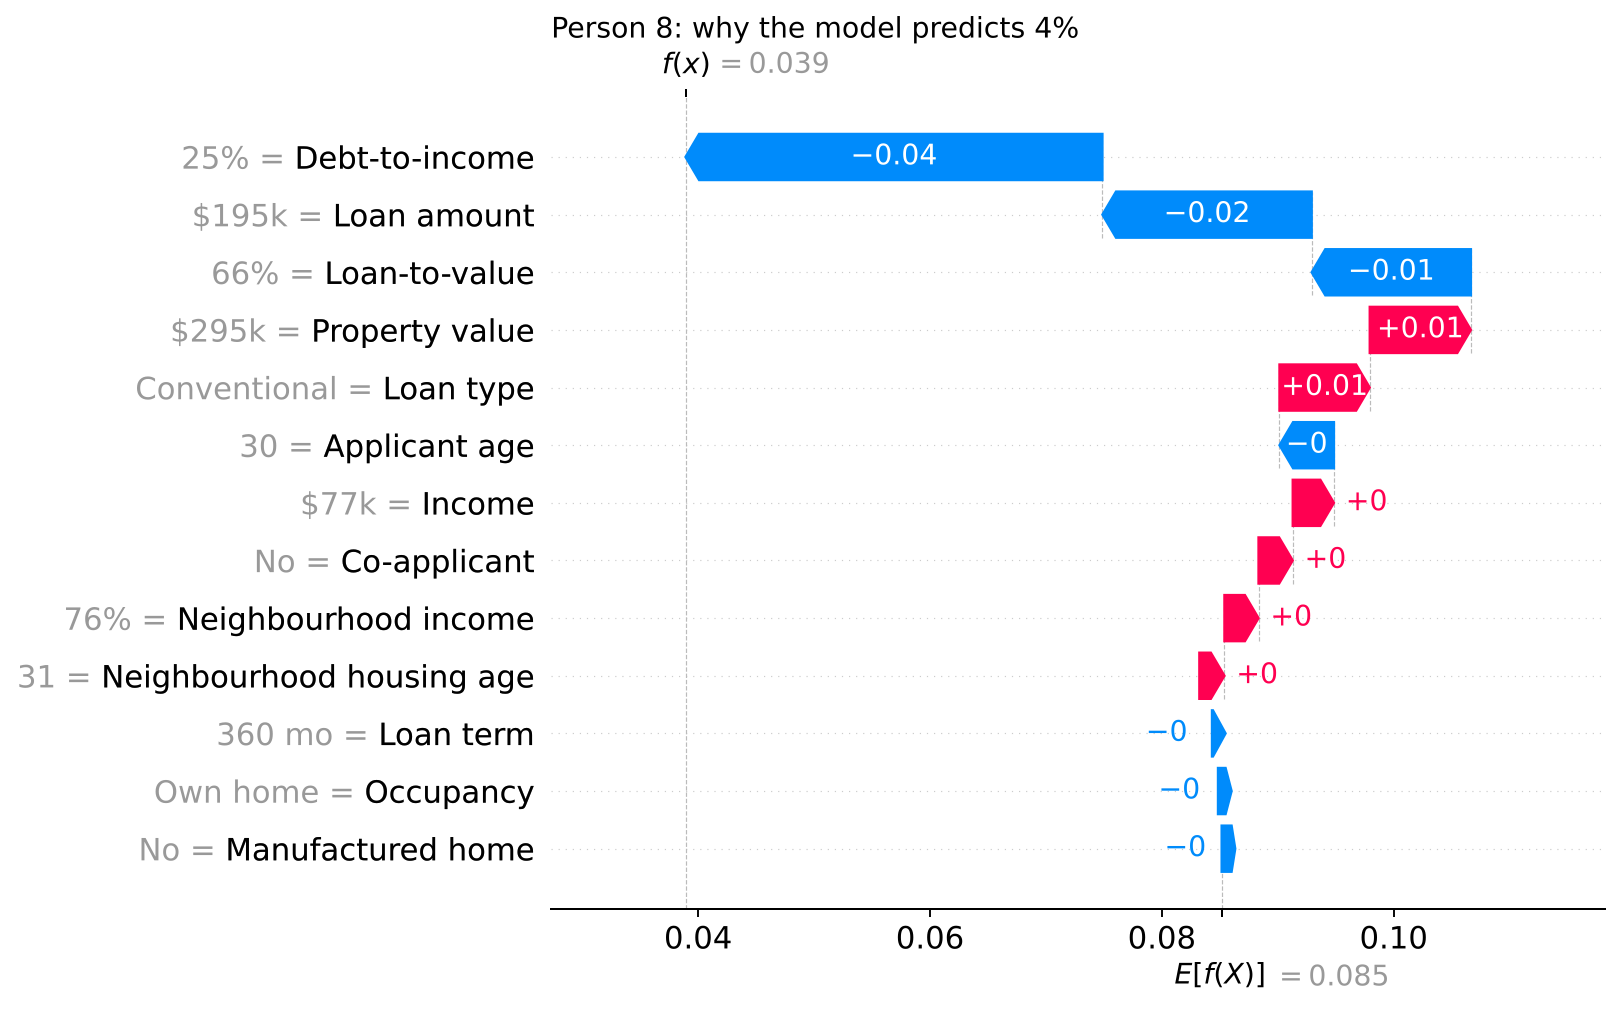 Person 8: why the model predicts 4%
f(x) = 0.039
25% = Debt-to-income
−0.04
$195k = Loan amount
−0.02
66% = Loan-to-value
−0.01
$295k = Property value
+0.01
Conventional = Loan type
+0.01
30 = Applicant age
−0
$77k = Income
+0
No = Co-applicant
+0
76% = Neighbourhood income
+0
31 = Neighbourhood housing age
+0
360 mo = Loan term
−0
Own home = Occupancy
−0
No = Manufactured home
−0
0.04 0.06 0.08 0.10
E[f(X)] = 0.085